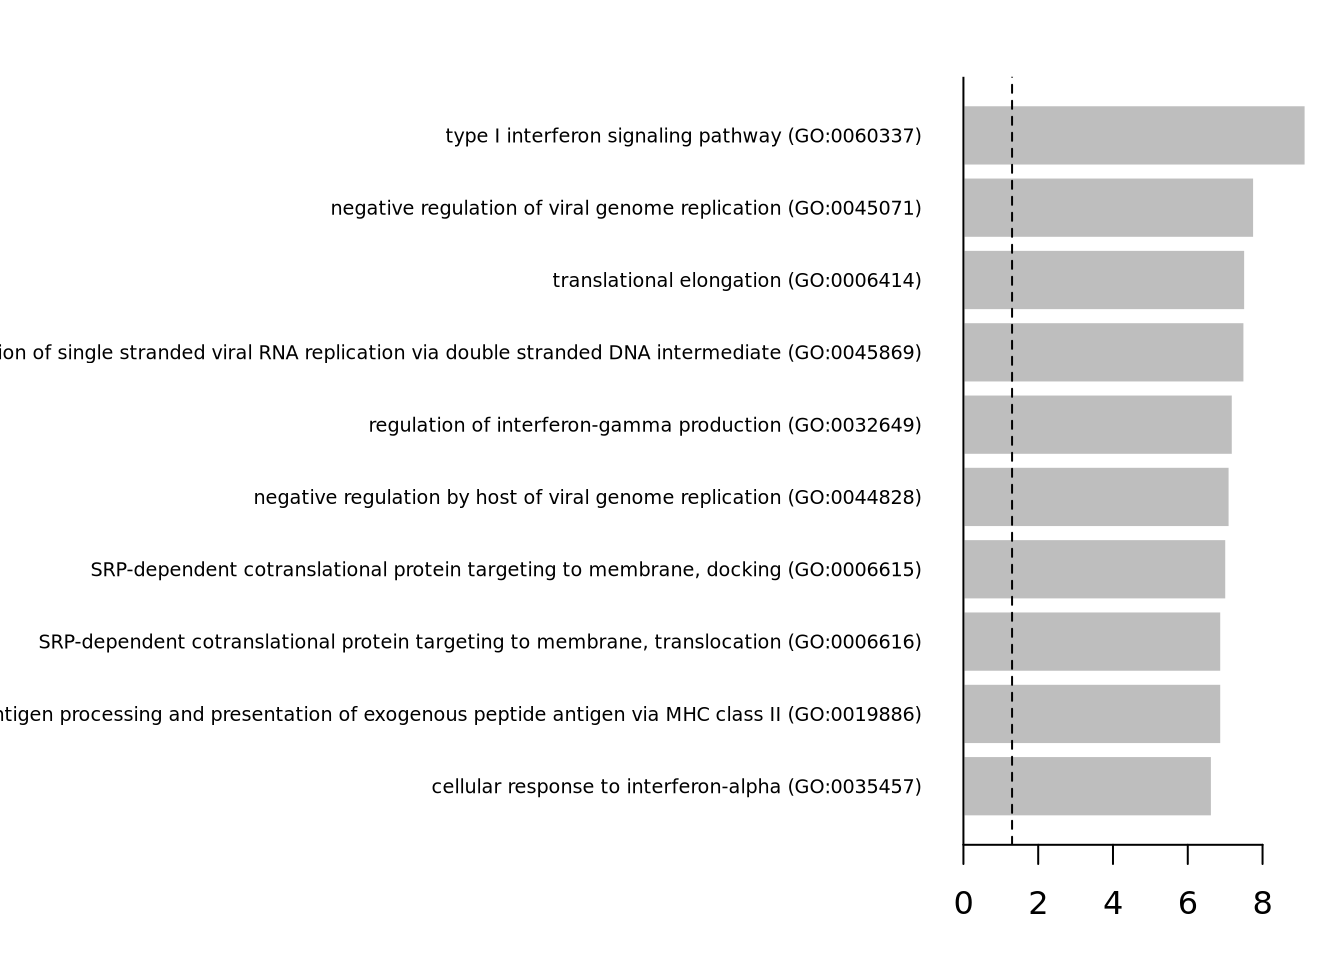 type I interferon signaling pathway (GO:0060337)
negative regulation of viral genome replication (GO:0045071)
translational elongation (GO:0006414)
of single stranded viral RNA replication via double stranded DNA intermediate (GO:0045869)
regulation of interferon-gamma production (GO:0032649)
negative regulation by host of viral genome replication (GO:0044828)
SRP-dependent cotranslational protein targeting to membrane, docking (GO:0006615)
SRP-dependent cotranslational protein targeting to membrane, translocation (GO:0006616)
processing and presentation of exogenous peptide antigen via MHC class II (GO:0019886)
cellular response to interferon-alpha (GO:0035457)
0 2 4 6 8